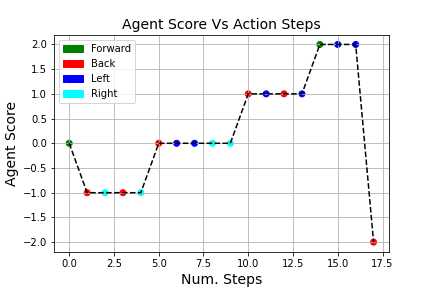 Agent Score Vs Action Steps
2.0
1.5
1.0
0.5
0.0
−0.5
−1.0
−1.5
−2.0
Agent Score
Forward
Back
Left
Right
0.0 2.5 5.0 7.5 10.0 12.5 15.0 17.5
Num. Steps